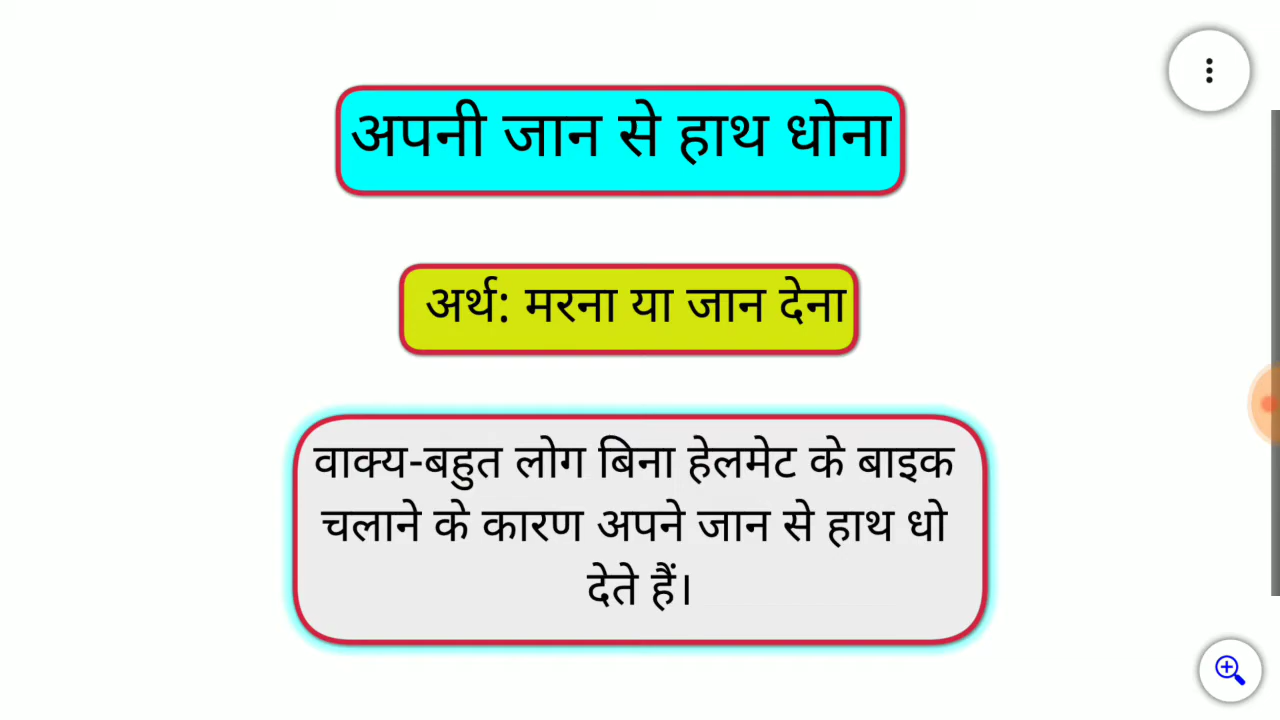 अपनी जान से हाथ धोना
अर्थ: मरना या जान देना
वाक्य-बहुत लोग बिना हेलमेट के बाइक
चलाने के कारण अपने जान से हाथ धो
देते हैं।